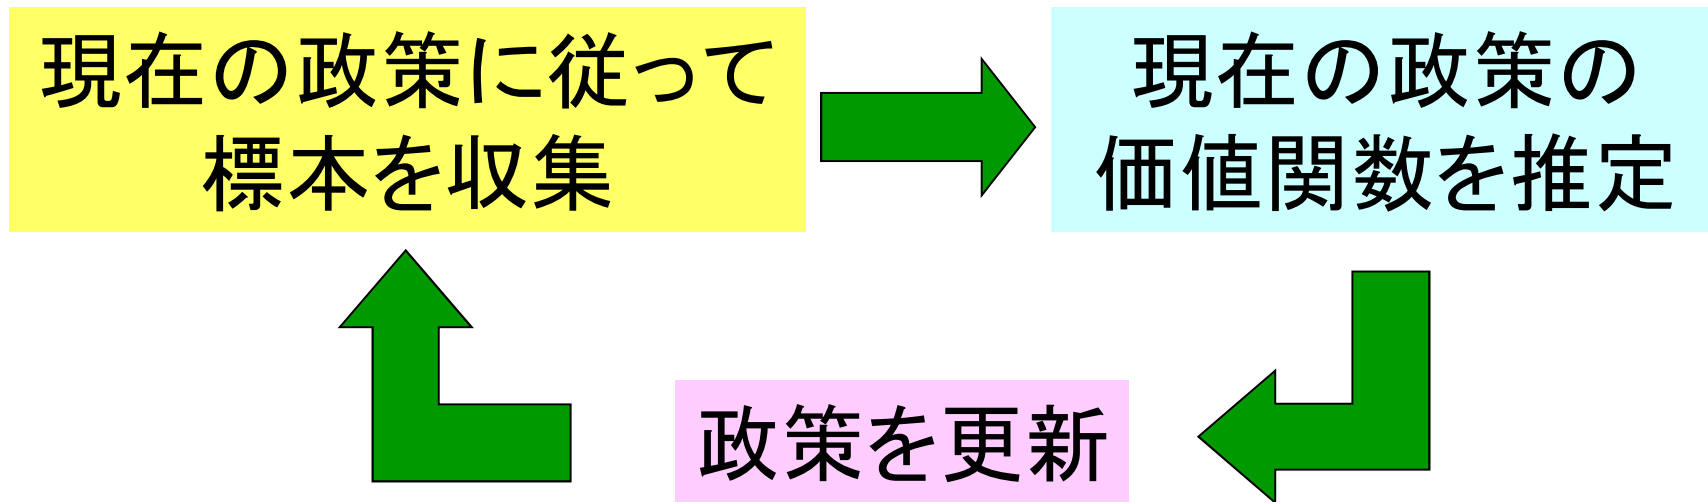 現在の政策に従って
標本を収集
現在の政策の
価値関数を推定
政策を更新